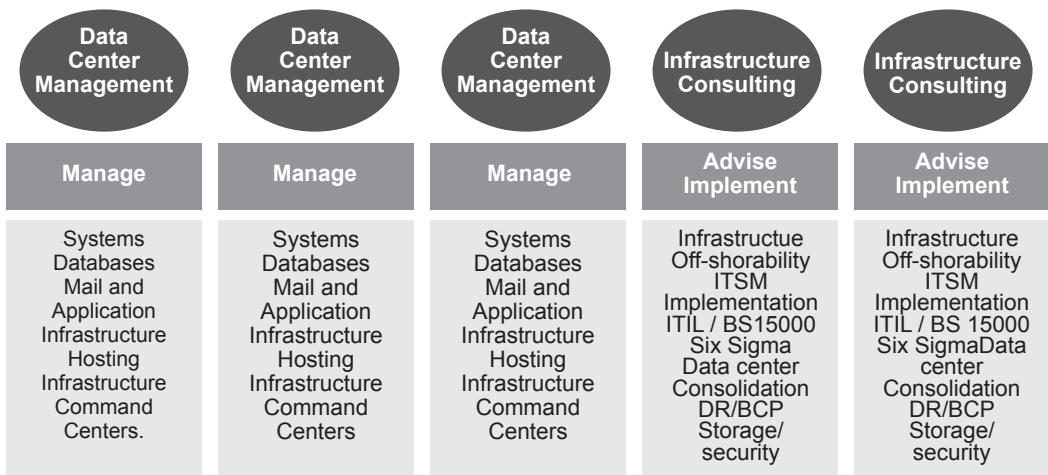 Data
Center
Management
Data
Center
Management
Data
Center
Management
Infrastructure
Consulting
Infrastructure
Consulting
Manage
Manage
Manage
Advise
Implement
Advise
Implement
Systems
Databases
Mail and
Application
Infrastructure
Hosting
Infrastructure
Command
Centers.
Systems
Databases
Mail and
Application
Infrastructure
Hosting
Infrastructure
Command
Centers
Systems
Databases
Mail and
Application
Infrastructure
Hosting
Infrastructure
Command
Centers
Infrastructue
Off-shorability
ITSM
Implementation
ITIL / BS15000
Six Sigma
Data center
Consolidation
DR/BCP
Storage/
security
Infrastructure
Off-shorability
ITSM
Implementation
ITIL / BS 15000
Six SigmaData
center
Consolidation
DR/BCP
Storage/
security